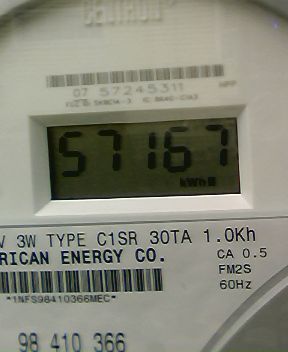 CENTRON
07 57245311
57167
kWh
V 3W TYPE C1SR 30TA 1.0Kh
RICAN ENERGY CO.
CA 0.5
FM2S
60Hz
*1NFS98410366MEC*
98 410 366